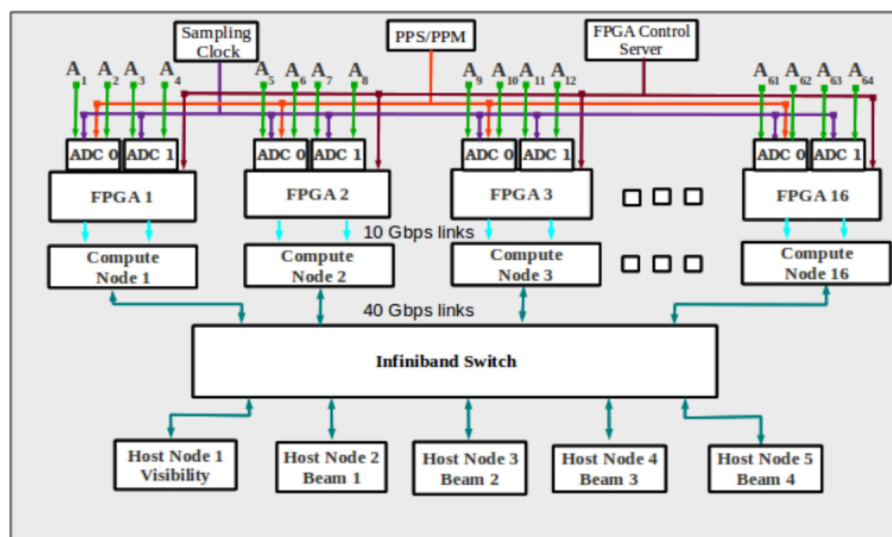 Sampling
Clock
PPS/PPM
FPGA Control
Server
A1 A2 A3 A4 A5 A6 A7 A8 A9 A10 A11 A12 A61 A62 A63 A64
ADC 0 ADC 1 ADC 0 ADC 1 ADC 0 ADC 1 ADC 0 ADC 1
FPGA 1 FPGA 2 FPGA 3 FPGA 16
10 Gbps links
Compute Compute Compute Compute
Node 1 Node 2 Node 3 Node 16
40 Gbps links
Infiniband Switch
Host Node 1 Host Node 2 Host Node 3 Host Node 4 Host Node 5
Visibility Beam 1 Beam 2 Beam 3 Beam 4